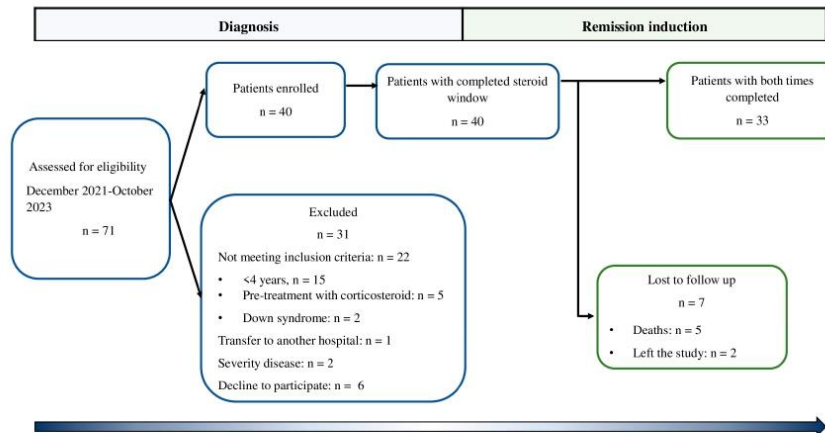 Diagnosis
Remission induction
Patients enrolled
n = 40
Patients with completed steroid
window
n = 40
Patients with both times
completed
n = 33
Assessed for eligibility
December 2021-October
2023
n = 71
Excluded
n = 31
Not meeting inclusion criteria: n = 22
• <4 years, n = 15
• Pre-treatment with corticosteroid: n = 5
• Down syndrome: n = 2
Transfer to another hospital: n = 1
Severity disease: n = 2
Decline to participate: n = 6
Lost to follow up
n = 7
• Deaths: n = 5
• Left the study: n = 2